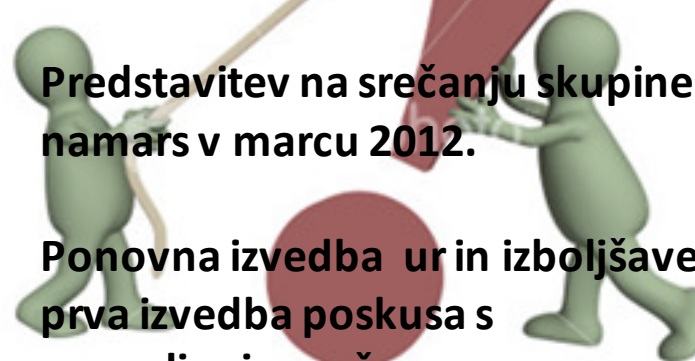 Predstavitev na srečanju skupine
namars v marcu 2012.
Ponovna izvedba ur in izboljšave
prva izvedba poskusa s